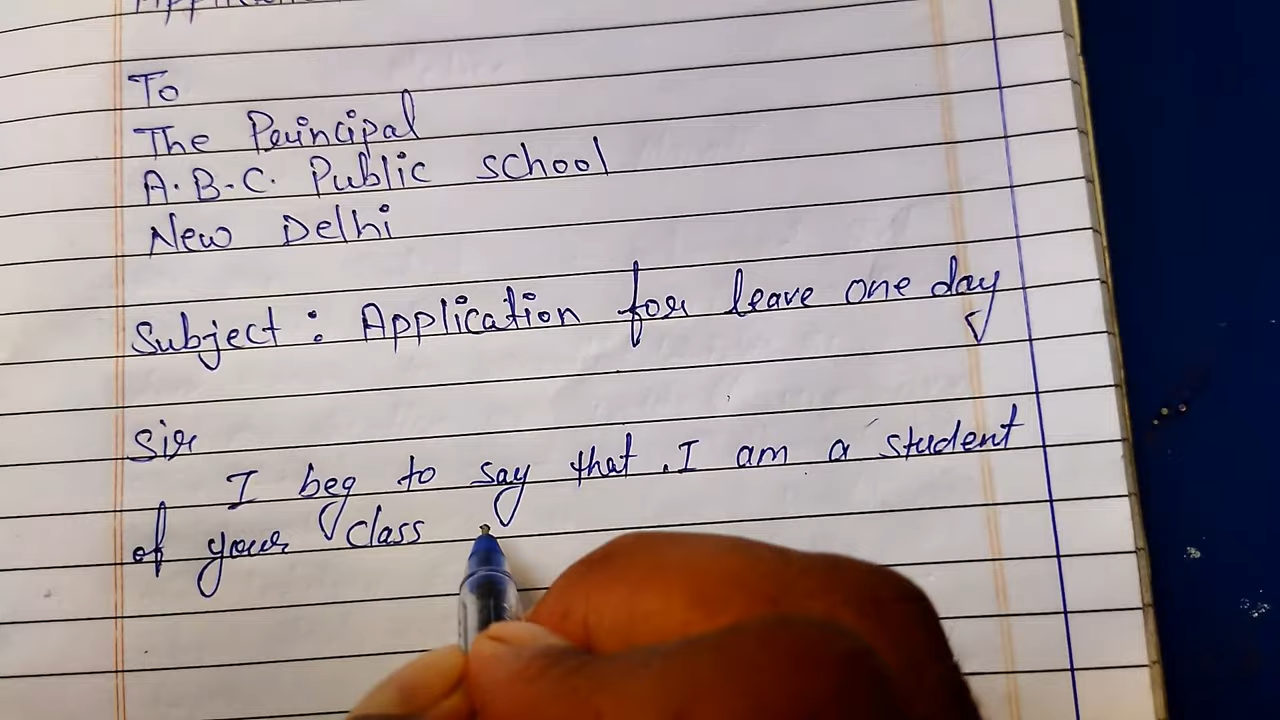 To
The Principal
A.B.C. Public school
New Delhi
Subject : Application for leave one day
Sir
I beg to say that I am a student
of your class